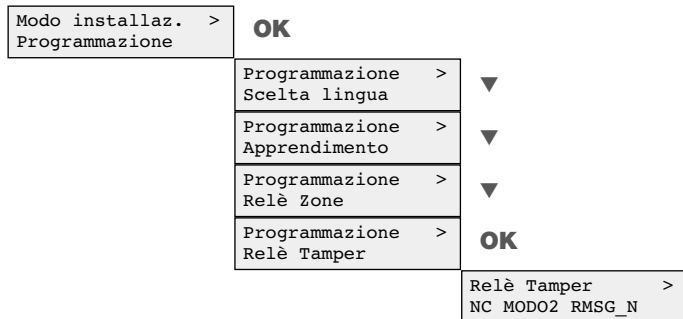 Modo installaz. >
Programmazione
OK
Programmazione >
Scelta lingua
▼
Programmazione >
Apprendimento
▼
Programmazione >
Relè Zone
▼
Programmazione >
Relè Tamper
OK
Relè Tamper >
NC MODO2 RMSG_N